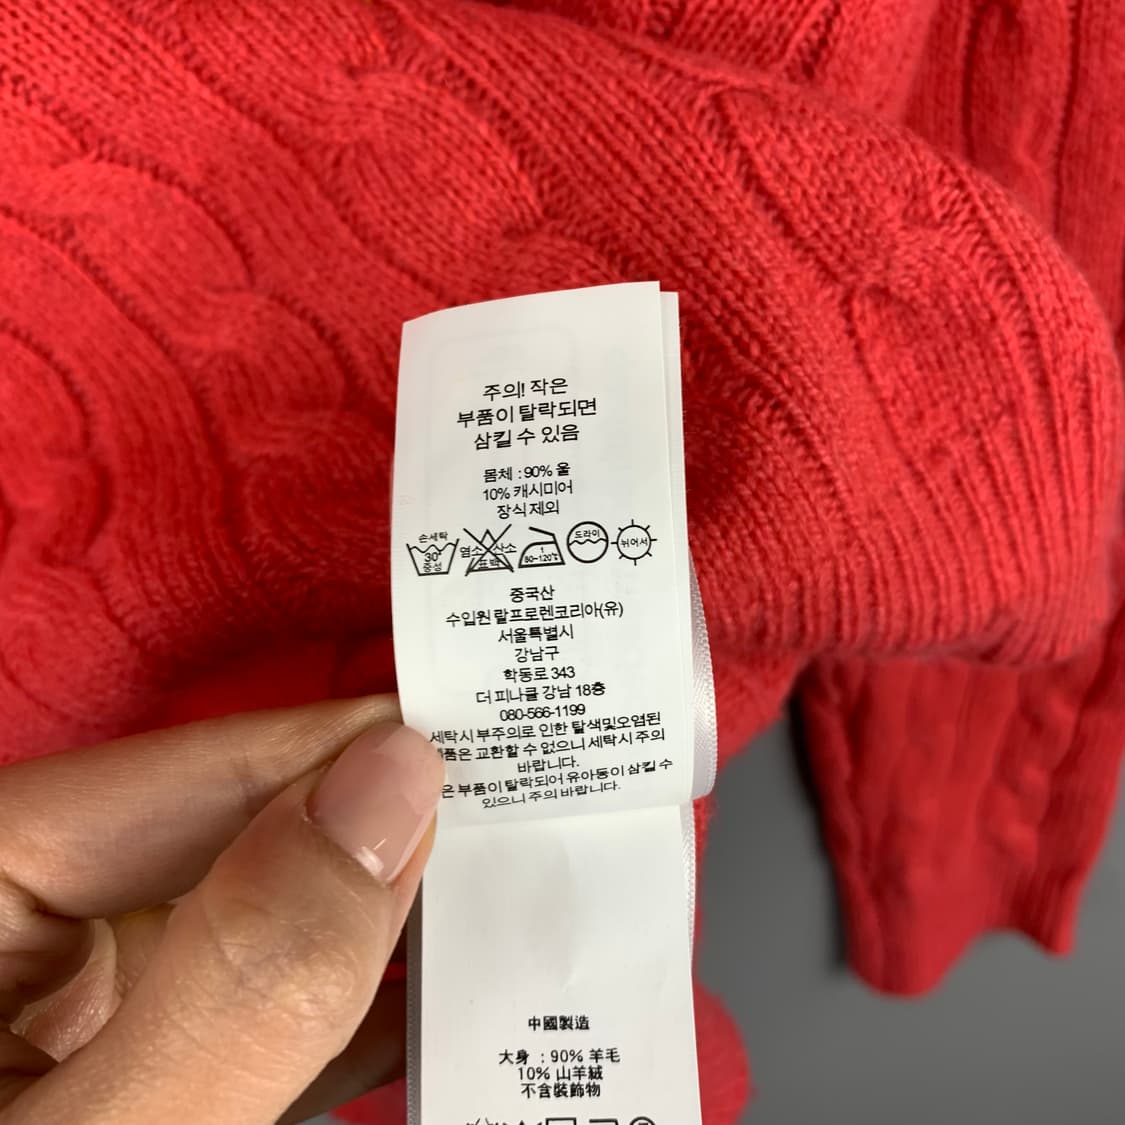 주의! 작은
부품이 탈락되면
삼킬 수 있음
몸체 : 90% 울
10% 캐시미어
장식 제외
손세탁 30° 중성
염소 산소 표백
1 80~120℃
드라이
뉘어서
중국산
수입원 랄프로렌코리아(유)
서울특별시
강남구
학동로 343
더 피나클 강남 18층
080-566-1199
세탁시 부주의로 인한 탈색및오염된
품은 교환할 수 없으니 세탁시 주의
바랍니다.
은 부품이 탈락되어 유아동이 삼킬 수
있으니 주의 바랍니다.
中國製造
大身 : 90% 羊毛
10% 山羊絨
不含裝飾物